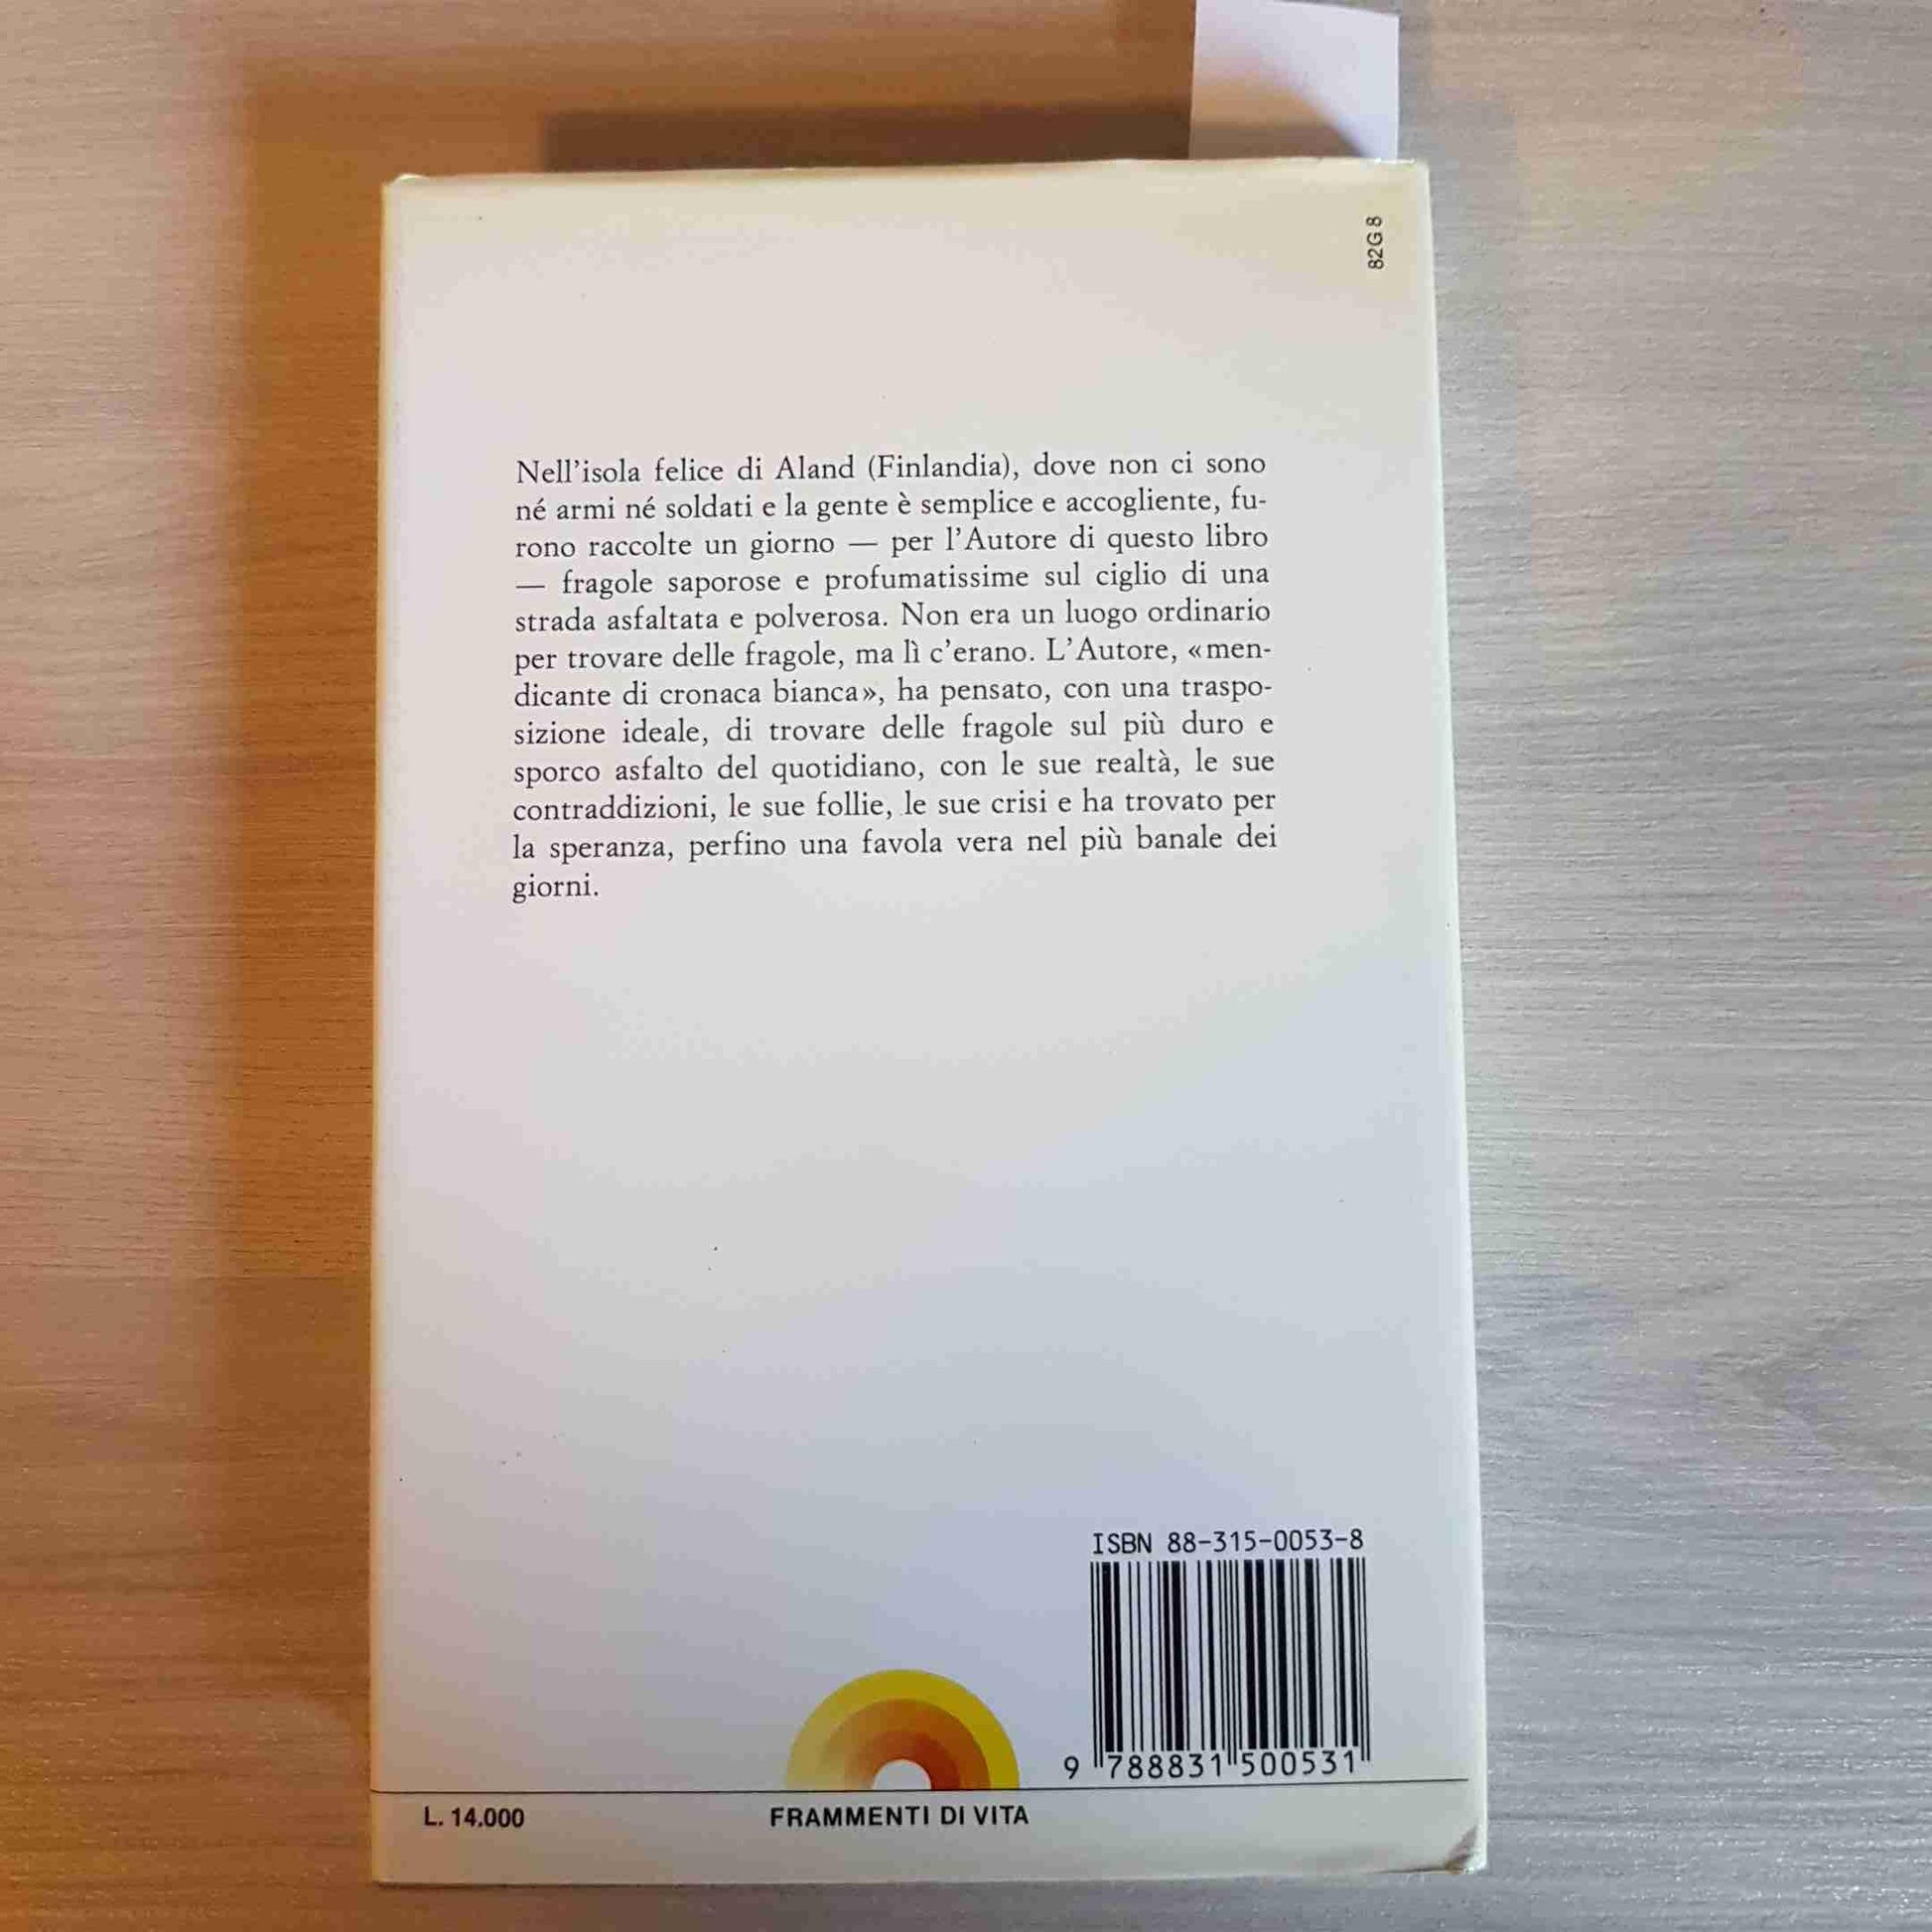 82G 8
Nell'isola felice di Aland (Finlandia), dove non ci sono
né armi né soldati e la gente è semplice e accogliente, fu-
rono raccolte un giorno — per l'Autore di questo libro
— fragole saporose e profumatissime sul ciglio di una
strada asfaltata e polverosa. Non era un luogo ordinario
per trovare delle fragole, ma lì c'erano. L'Autore, «men-
dicante di cronaca bianca», ha pensato, con una traspo-
sizione ideale, di trovare delle fragole sul più duro e
sporco asfalto del quotidiano, con le sue realtà, le sue
contraddizioni, le sue follie, le sue crisi e ha trovato per
la speranza, perfino una favola vera nel più banale dei
giorni.
ISBN 88-315-0053-8
9 788831 500531
L. 14.000
FRAMMENTI DI VITA